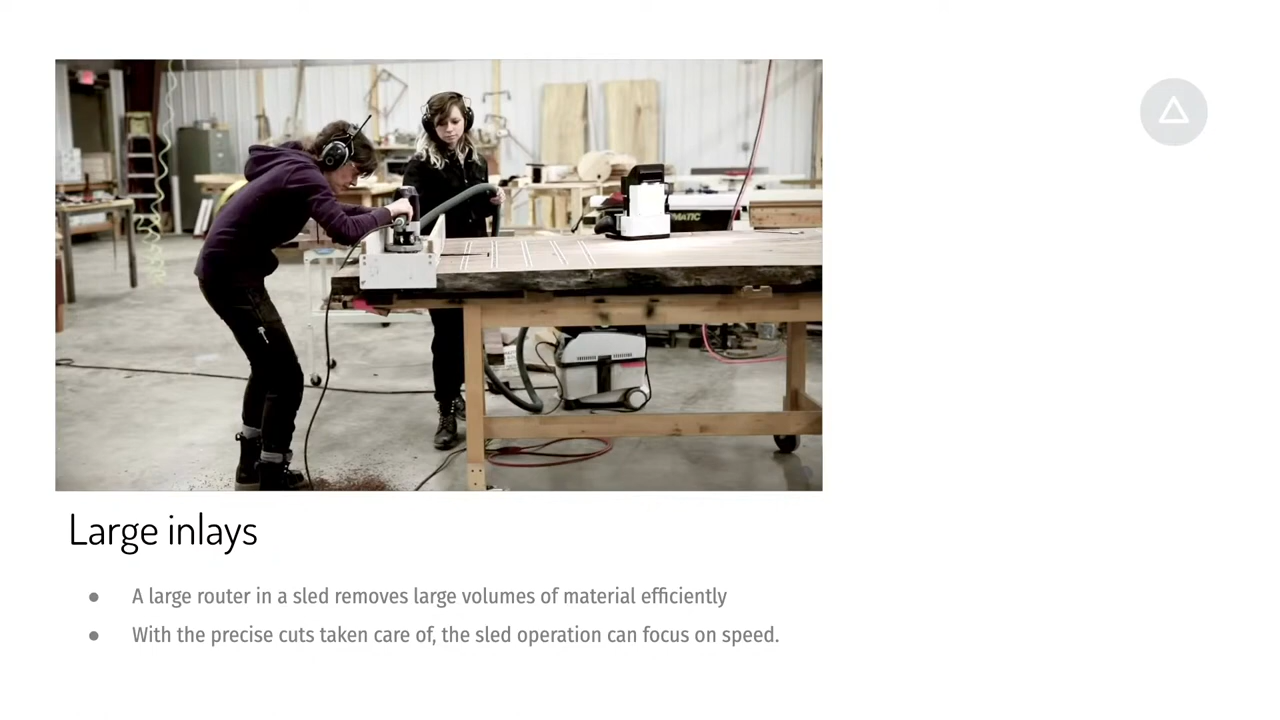 MATIC
Large inlays
● A large router in a sled removes large volumes of material efficiently
● With the precise cuts taken care of, the sled operation can focus on speed.